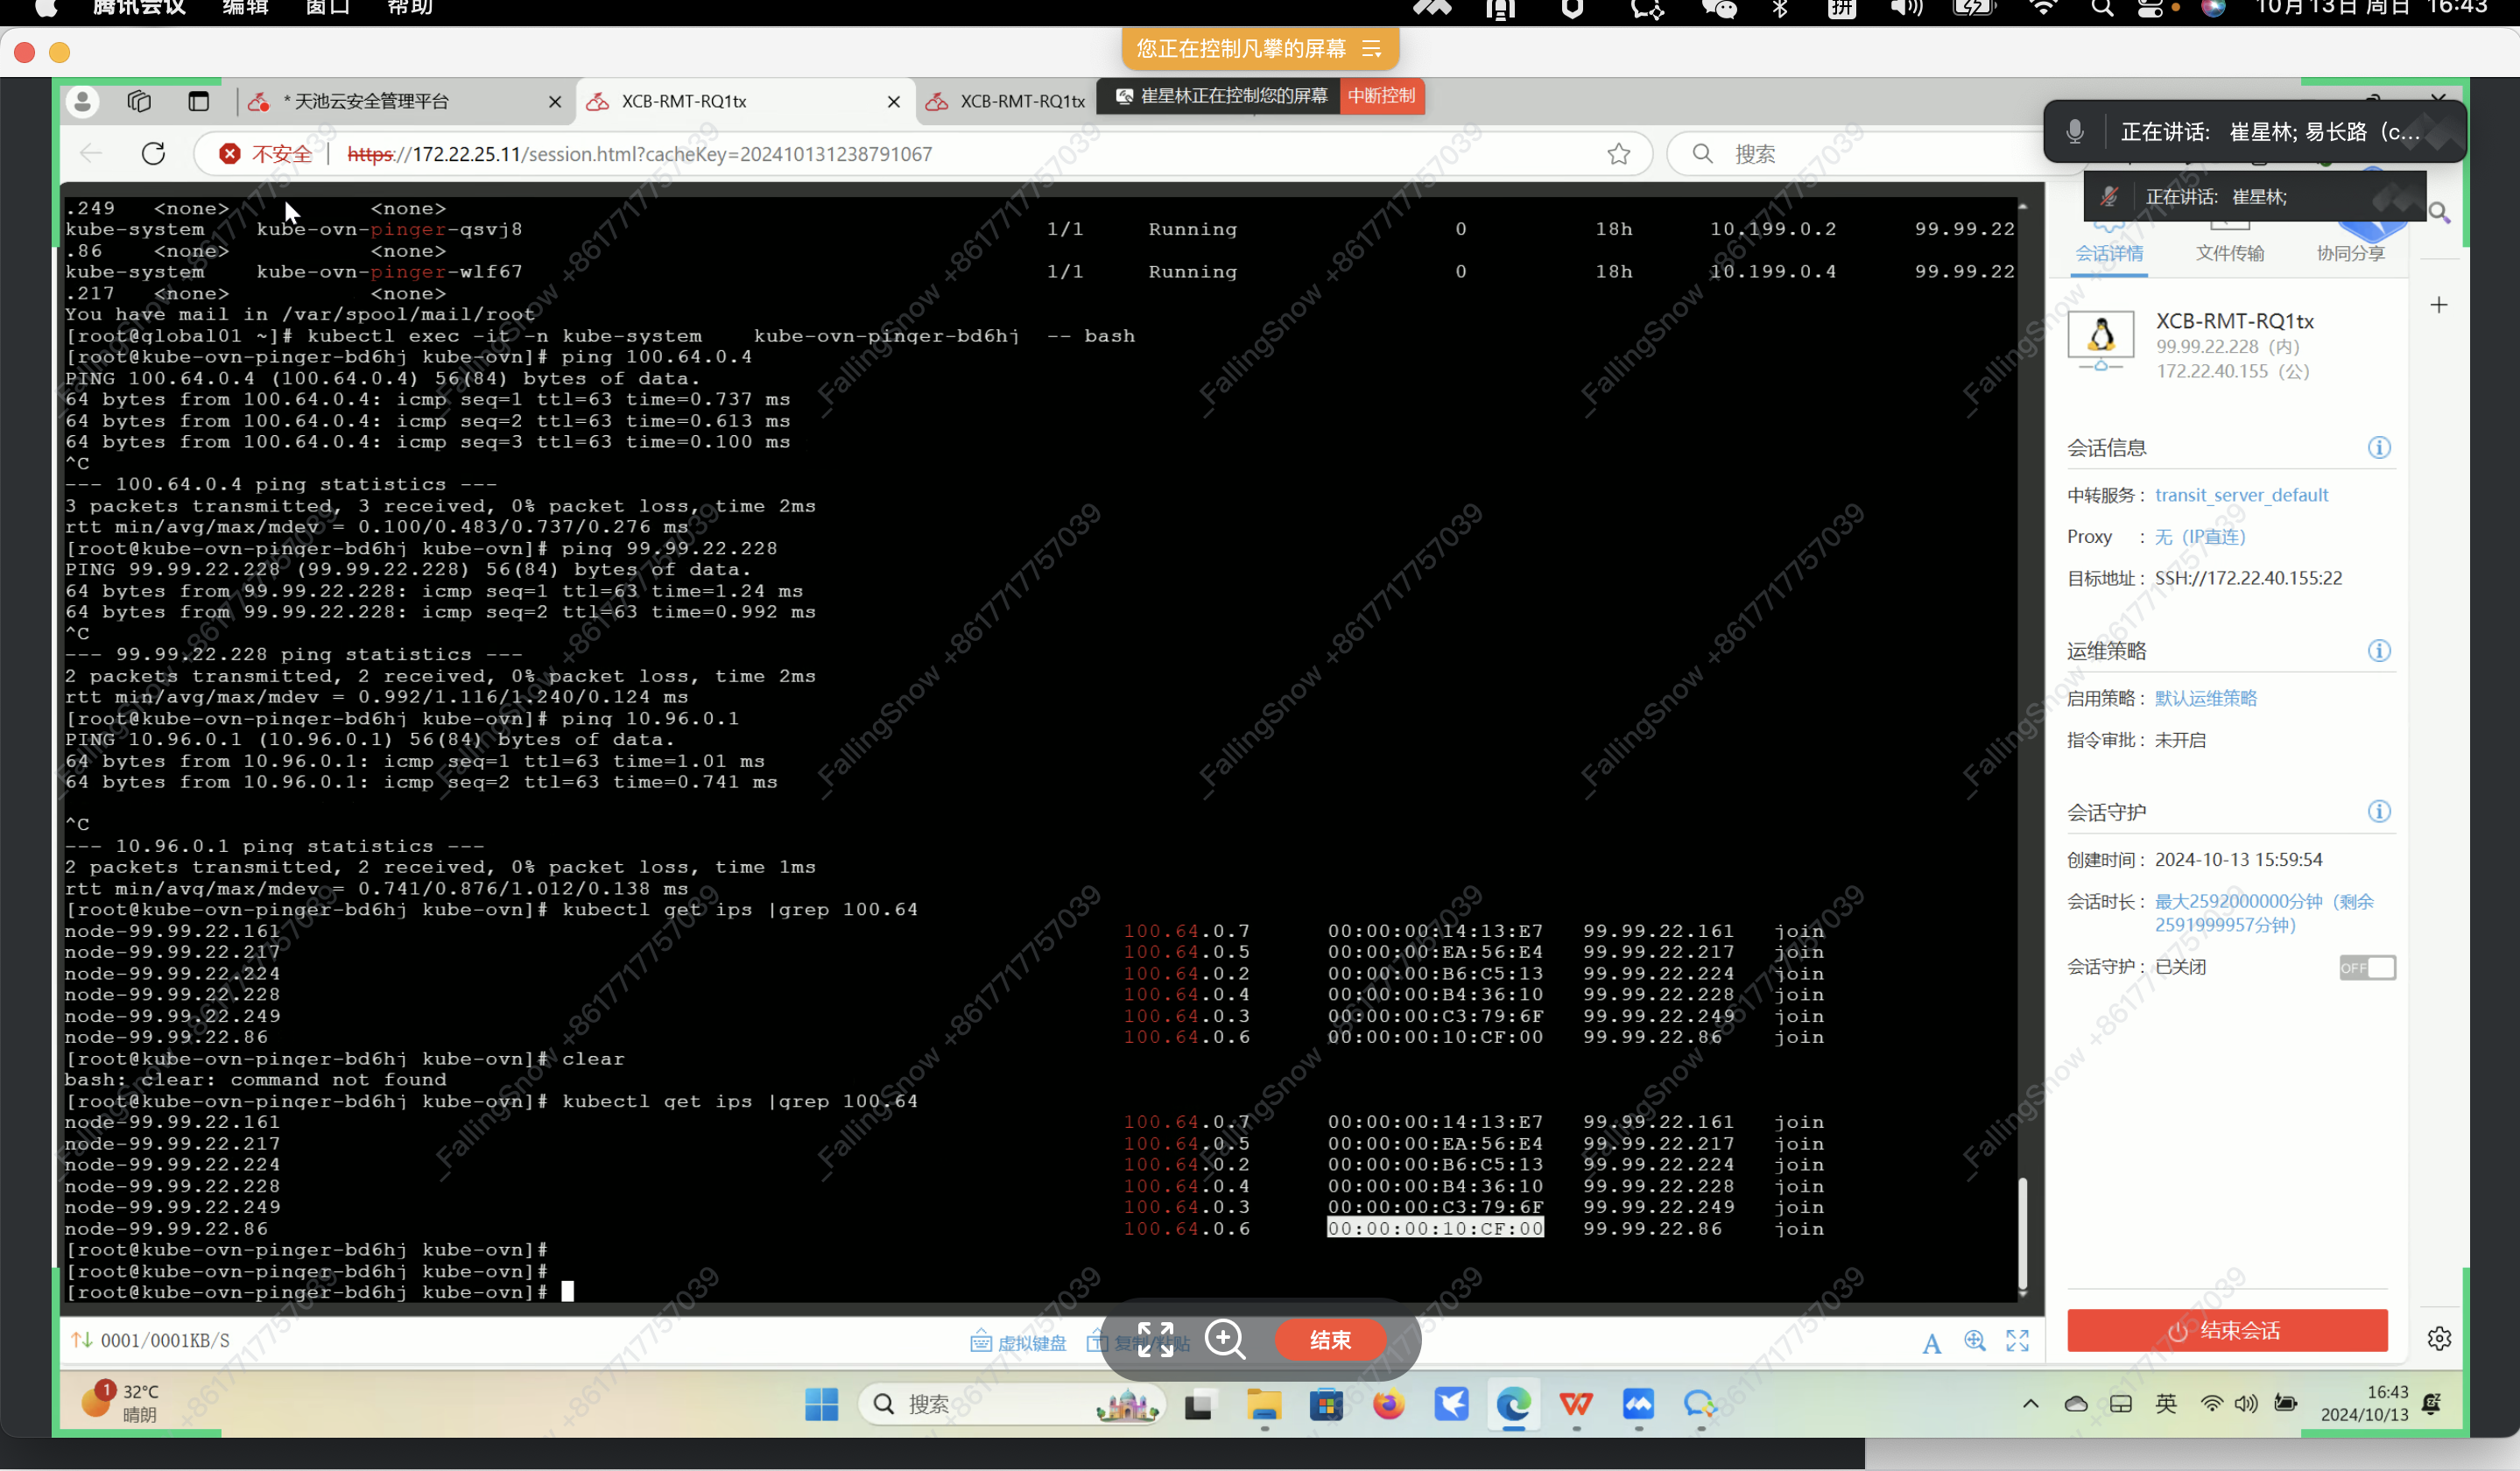 腾讯会议 编辑 窗口 帮助
拼
10月13日 周日 16:43
您正在控制凡攀的屏幕
* 天池云安全管理平台
XCB-RMT-RQ1tx
XCB-RMT-RQ1tx
崔星林正在控制您的屏幕 中断控制
正在讲话: 崔星林; 易长路（c...
不安全 https://172.22.25.11/session.html?cacheKey=202410131238791067
搜索
正在讲话: 崔星林;
.249 <none> <none>
kube-system kube-ovn-pinger-qsvj8 1/1 Running 0 18h 10.199.0.2 99.99.22
.86 <none> <none>
kube-system kube-ovn-pinger-wlf67 1/1 Running 0 18h 10.199.0.4 99.99.22
.217 <none> <none>
You have mail in /var/spool/mail/root
[root@global01 ~]# kubectl exec -it -n kube-system kube-ovn-pinger-bd6hj -- bash
[root@kube-ovn-pinger-bd6hj kube-ovn]# ping 100.64.0.4
PING 100.64.0.4 (100.64.0.4) 56(84) bytes of data.
64 bytes from 100.64.0.4: icmp_seq=1 ttl=63 time=0.737 ms
64 bytes from 100.64.0.4: icmp_seq=2 ttl=63 time=0.613 ms
64 bytes from 100.64.0.4: icmp_seq=3 ttl=63 time=0.100 ms
^C
--- 100.64.0.4 ping statistics ---
3 packets transmitted, 3 received, 0% packet loss, time 2ms
rtt min/avg/max/mdev = 0.100/0.483/0.737/0.276 ms
[root@kube-ovn-pinger-bd6hj kube-ovn]# ping 99.99.22.228
PING 99.99.22.228 (99.99.22.228) 56(84) bytes of data.
64 bytes from 99.99.22.228: icmp_seq=1 ttl=63 time=1.24 ms
64 bytes from 99.99.22.228: icmp_seq=2 ttl=63 time=0.992 ms
^C
--- 99.99.22.228 ping statistics ---
2 packets transmitted, 2 received, 0% packet loss, time 2ms
rtt min/avg/max/mdev = 0.992/1.116/1.240/0.124 ms
[root@kube-ovn-pinger-bd6hj kube-ovn]# ping 10.96.0.1
PING 10.96.0.1 (10.96.0.1) 56(84) bytes of data.
64 bytes from 10.96.0.1: icmp_seq=1 ttl=63 time=1.01 ms
64 bytes from 10.96.0.1: icmp_seq=2 ttl=63 time=0.741 ms
^C
--- 10.96.0.1 ping statistics ---
2 packets transmitted, 2 received, 0% packet loss, time 1ms
rtt min/avg/max/mdev = 0.741/0.876/1.012/0.138 ms
[root@kube-ovn-pinger-bd6hj kube-ovn]# kubectl get ips |grep 100.64
node-99.99.22.161 100.64.0.7 00:00:00:14:13:E7 99.99.22.161 join
node-99.99.22.217 100.64.0.5 00:00:00:EA:56:E4 99.99.22.217 join
node-99.99.22.224 100.64.0.2 00:00:00:B6:C5:13 99.99.22.224 join
node-99.99.22.228 100.64.0.4 00:00:00:B4:36:10 99.99.22.228 join
node-99.99.22.249 100.64.0.3 00:00:00:C3:79:6F 99.99.22.249 join
node-99.99.22.86 100.64.0.6 00:00:00:10:CF:00 99.99.22.86 join
[root@kube-ovn-pinger-bd6hj kube-ovn]# clear
bash: clear: command not found
[root@kube-ovn-pinger-bd6hj kube-ovn]# kubectl get ips |grep 100.64
node-99.99.22.161 100.64.0.7 00:00:00:14:13:E7 99.99.22.161 join
node-99.99.22.217 100.64.0.5 00:00:00:EA:56:E4 99.99.22.217 join
node-99.99.22.224 100.64.0.2 00:00:00:B6:C5:13 99.99.22.224 join
node-99.99.22.228 100.64.0.4 00:00:00:B4:36:10 99.99.22.228 join
node-99.99.22.249 100.64.0.3 00:00:00:C3:79:6F 99.99.22.249 join
node-99.99.22.86 100.64.0.6 00:00:00:10:CF:00 99.99.22.86 join
[root@kube-ovn-pinger-bd6hj kube-ovn]#
[root@kube-ovn-pinger-bd6hj kube-ovn]#
[root@kube-ovn-pinger-bd6hj kube-ovn]#
_FallingSnow +8617717757039
会话详情 文件传输 协同分享
XCB-RMT-RQ1tx
99.99.22.228（内）
172.22.40.155（公）
会话信息
中转服务： transit_server_default
Proxy ： 无（IP直连）
目标地址： SSH://172.22.40.155:22
运维策略
启用策略： 默认运维策略
指令审批： 未开启
会话守护
创建时间： 2024-10-13 15:59:54
会话时长： 最大2592000000分钟（剩余
2591999957分钟）
会话守护： 已关闭 OFF
结束会话
0001/0001KB/S
虚拟键盘 复制/粘贴
结束
A
1 32°C
晴朗
搜索
英
16:43
2024/10/13